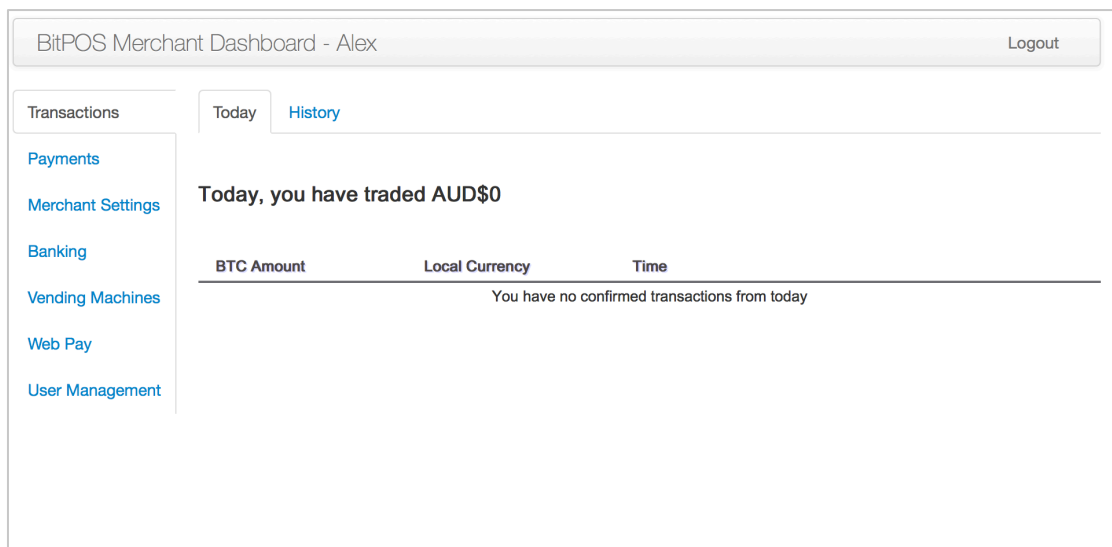 BitPOS Merchant Dashboard - Alex
Logout
Transactions
Payments
Merchant Settings
Banking
Vending Machines
Web Pay
User Management
Today
History
Today, you have traded AUD$0
BTC Amount Local Currency Time
You have no confirmed transactions from today